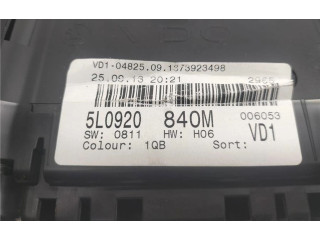 VD1-04825.09.1373923498
25.09.13 20:21 2965
5L0920 840M 006053
SW: 0811 HW: H06 VD1
Colour: 1QB Sort: